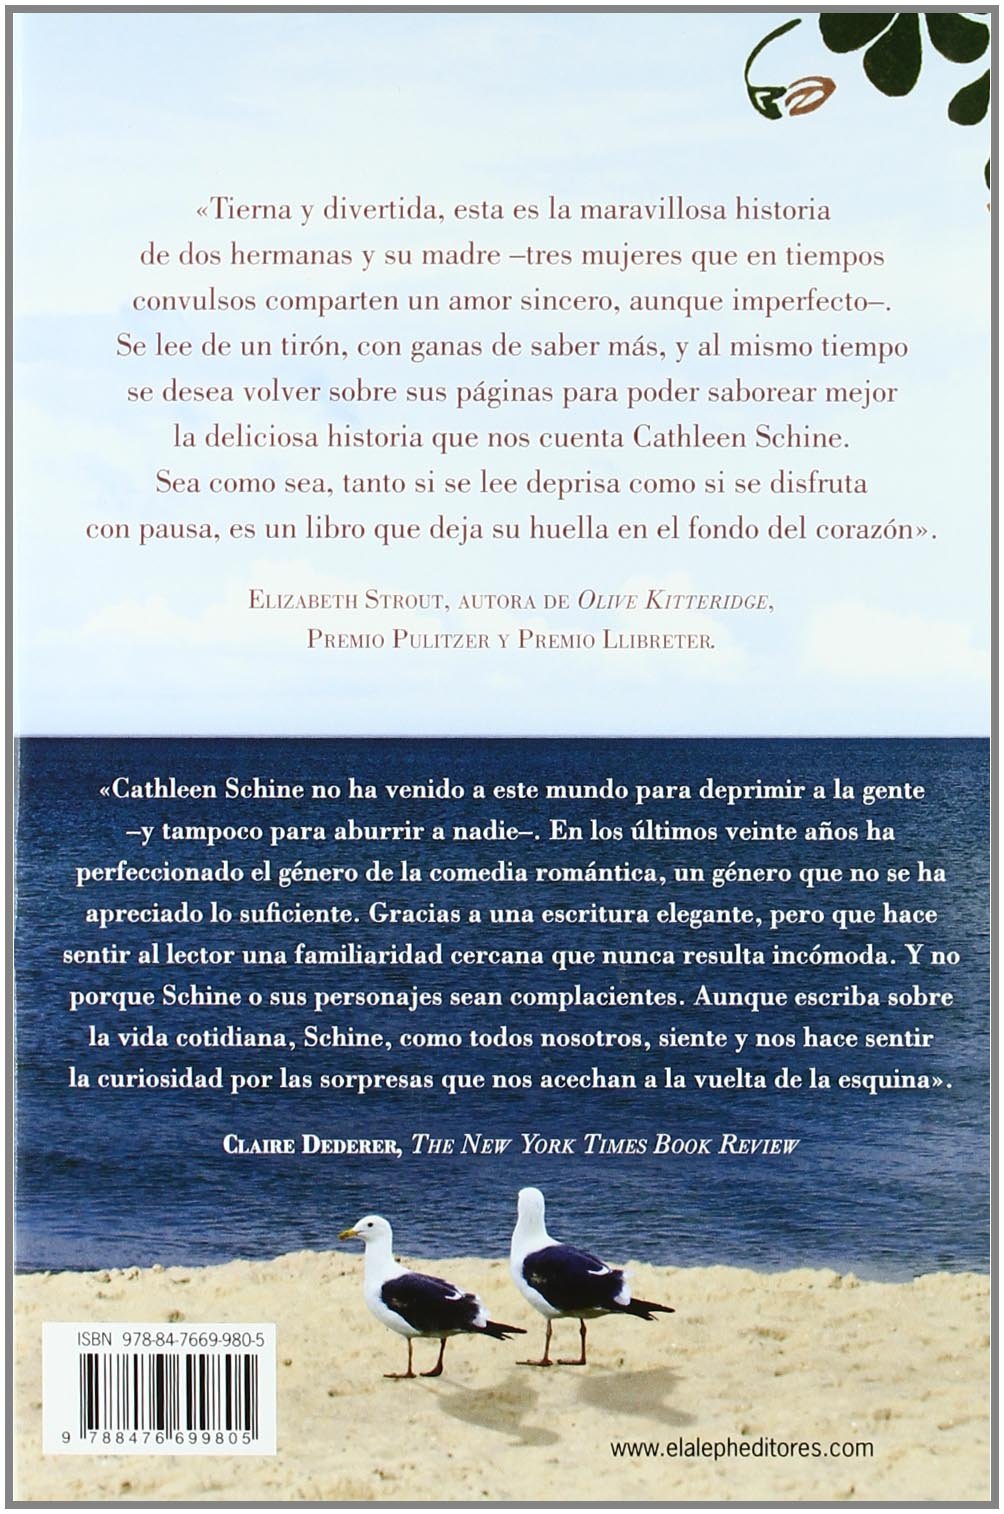 «Tierna y divertida, esta es la maravillosa historia
de dos hermanas y su madre –tres mujeres que en tiempos
convulsos comparten un amor sincero, aunque imperfecto–.
Se lee de un tirón, con ganas de saber más, y al mismo tiempo
se desea volver sobre sus páginas para poder saborear mejor
la deliciosa historia que nos cuenta Cathleen Schine.
Sea como sea, tanto si se lee deprisa como si se disfruta
con pausa, es un libro que deja su huella en el fondo del corazón».
Elizabeth Strout, autora de Olive Kitteridge,
Premio Pulitzer y Premio Llibreter.
«Cathleen Schine no ha venido a este mundo para deprimir a la gente
–y tampoco para aburrir a nadie–. En los últimos veinte años ha
perfeccionado el género de la comedia romántica, un género que no se ha
apreciado lo suficiente. Gracias a una escritura elegante, pero que hace
sentir al lector una familiaridad cercana que nunca resulta incómoda. Y no
porque Schine o sus personajes sean complacientes. Aunque escriba sobre
la vida cotidiana, Schine, como todos nosotros, siente y nos hace sentir
la curiosidad por las sorpresas que nos acechan a la vuelta de la esquina».
Claire Dederer, The New York Times Book Review
ISBN 978-84-7669-980-5
9 788476 699805
www.elalepheditores.com